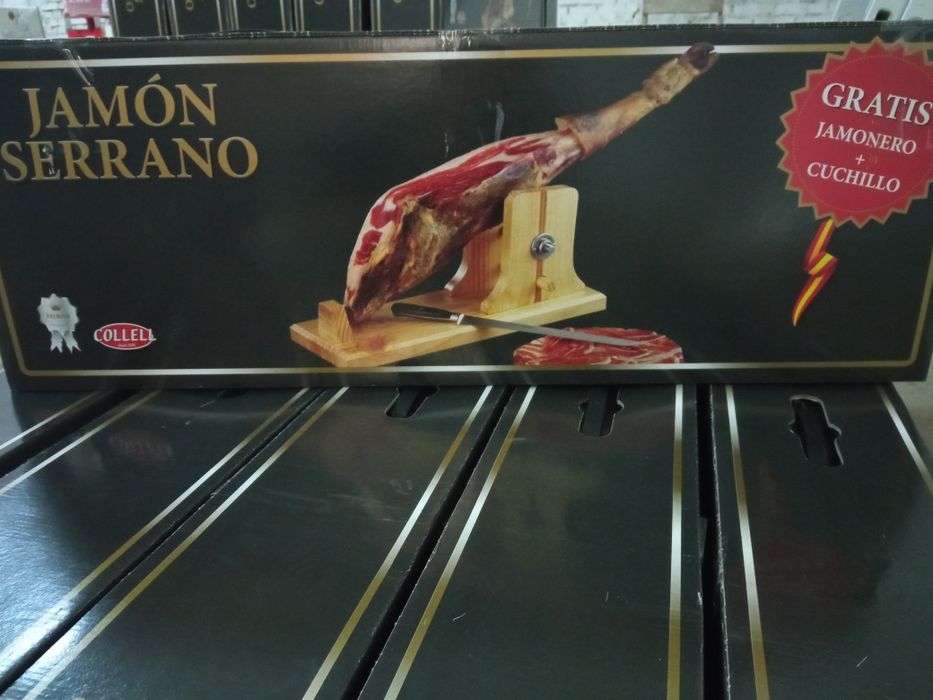 JAMÓN
SERRANO
GRATIS
JAMONERO
+
CUCHILLO
COLLELL